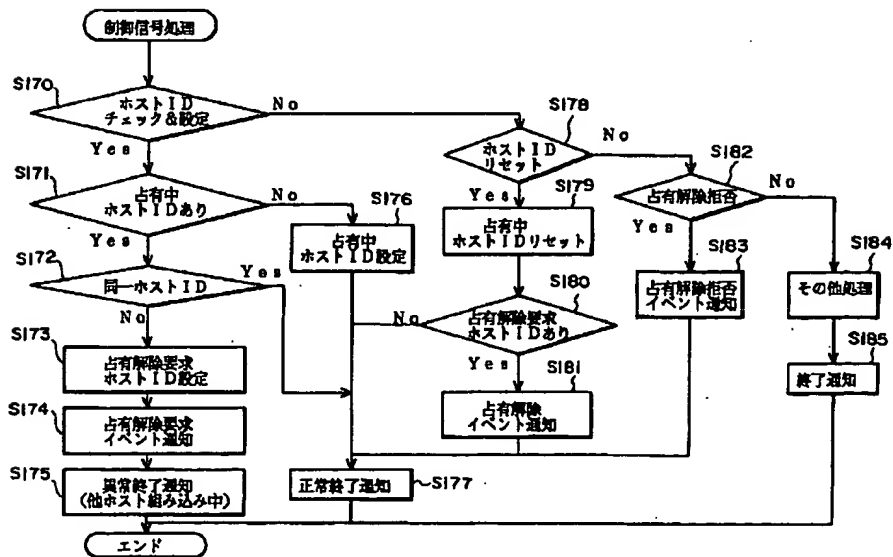 制御信号処理
S170
ホストID
チェック&設定
Yes
No
S171
占有中
ホストIDあり
Yes
No
S172
同一ホストID
Yes
No
S173
占有解除要求
ホストID設定
S174
占有解除要求
イベント通知
S175
異常終了通知
(他ホスト組み込み中)
エンド
S176
占有中
ホストID設定
S177
正常終了通知
S178
ホストID
リセット
Yes
No
S179
占有中
ホストIDリセット
S180
占有解除要求
ホストIDあり
No
Yes
S181
占有解除
イベント通知
S182
占有解除拒否
Yes
No
S183
占有解除拒否
イベント通知
S184
その他処理
S185
終了通知